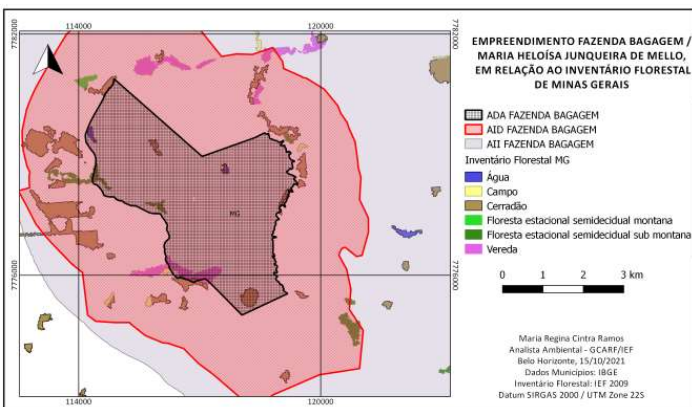 114000
120000
7782000
7782000
EMPREENDIMENTO FAZENDA BAGAGEM /
MARIA HELOÍSA JUNQUEIRA DE MELLO,
EM RELAÇÃO AO INVENTÁRIO FLORESTAL
DE MINAS GERAIS
ADA FAZENDA BAGAGEM
AID FAZENDA BAGAGEM
AII FAZENDA BAGAGEM
Inventário Florestal MG
Água
Campo
Cerradão
Floresta estacional semidecidual montana
Floresta estacional semidecidual sub montana
Vereda
MG
7776000
7776000
0 1 2 3 km
Maria Regina Cintra Ramos
Analista Ambiental - GCARF/IEF
Belo Horizonte, 15/10/2021
Dados Municípios: IBGE
Inventário Florestal: IEF 2009
Datum SIRGAS 2000 / UTM Zone 22S
114000
120000